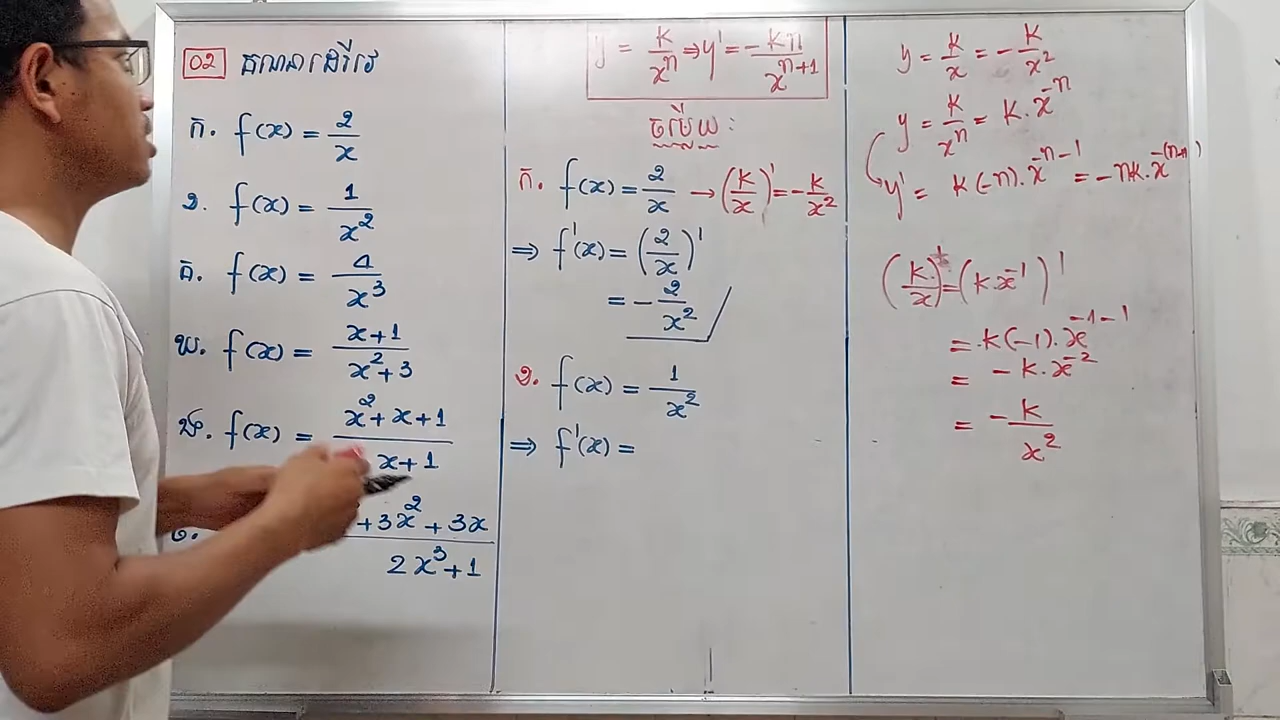 02 គណនាដេរីវេ
ក. f(x) = 2/x
ខ. f(x) = 1/x²
គ. f(x) = 4/x³
ឃ. f(x) = (x+1)/(x²+3)
ង. f(x) = (x²+x+1)/(x+1)
ច. +3x²+3x / 2x³+1
y = k/xⁿ ⇒ y' = -kn/xⁿ⁺¹
ចម្លើយ:
ក. f(x) = 2/x → (k/x)' = -k/x²
⇒ f'(x) = (2/x)'
= -2/x²
ខ. f(x) = 1/x²
⇒ f'(x) =
y = k/x = -k/x²
y = k/xⁿ = k.x⁻ⁿ
y' = k(-n).x⁻ⁿ⁻¹ = -nk.x
(k/x)' = (k.x⁻¹)'
= k(-1).x⁻¹⁻¹
= -k.x⁻²
= -k/x²